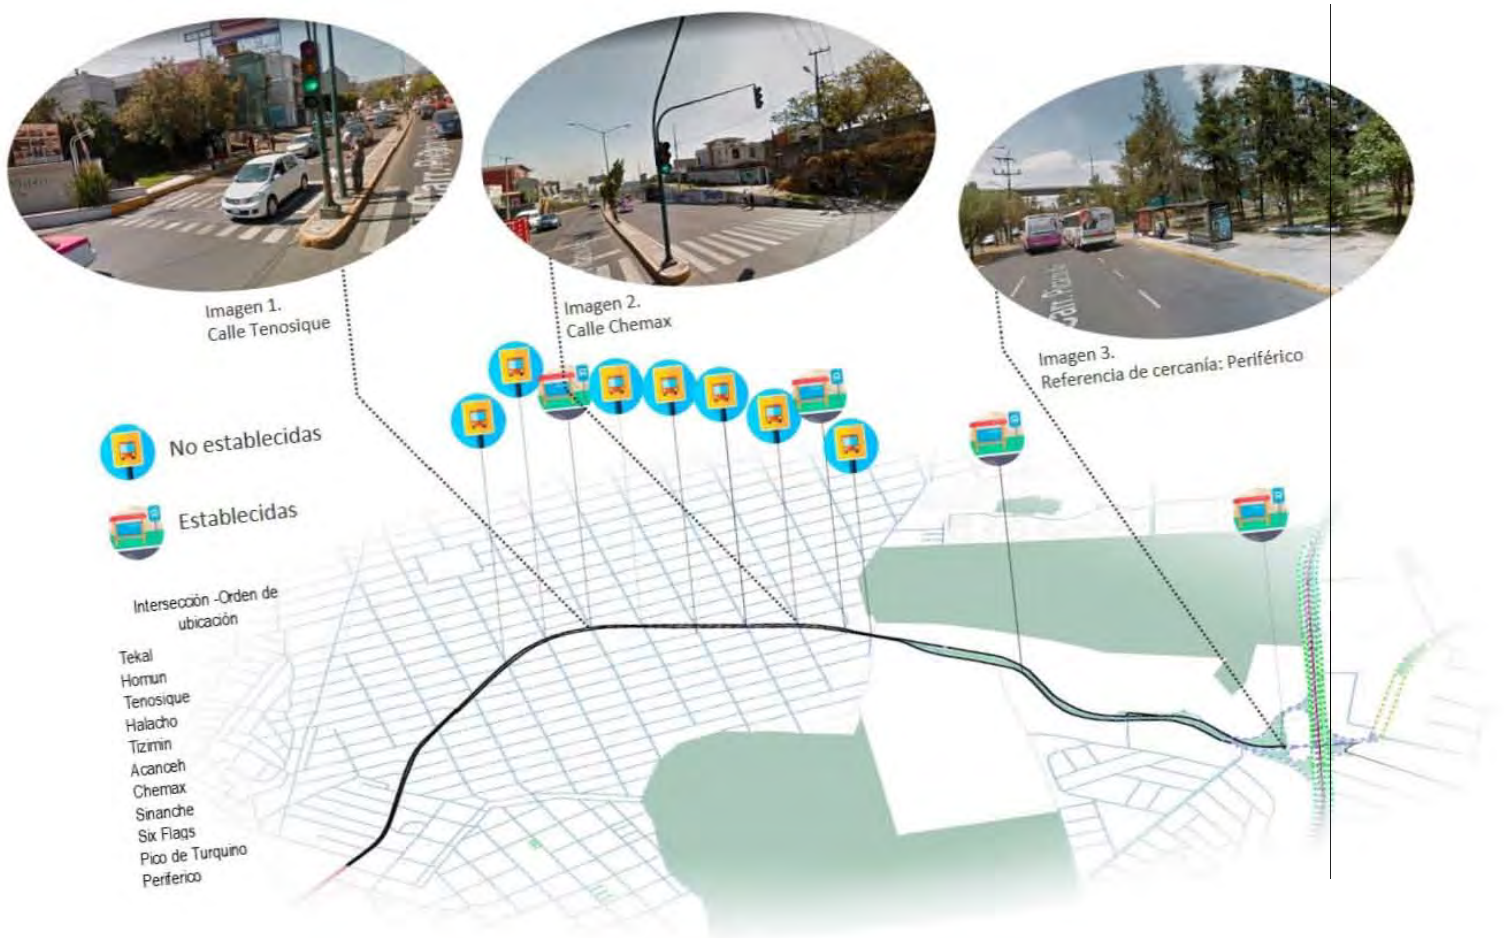 Imagen 1.
Calle Tenosique
Imagen 2.
Calle Chemax
Imagen 3.
Referencia de cercanía: Periférico
No establecidas
Establecidas
Intersección -Orden de
ubicación
Tekal
Homun
Tenosique
Halacho
Tizimin
Acanceh
Chemax
Sinanche
Six Flags
Pico de Turquino
Periferico